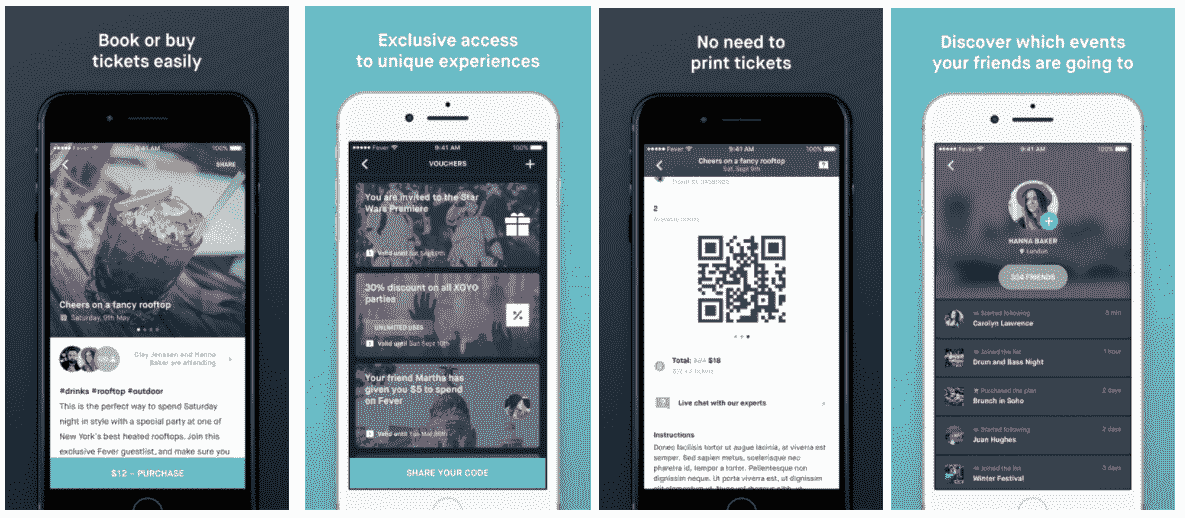 Book or buy
tickets easily
Fever
9:41 AM
100%
SHARE
Cheers on a fancy rooftop
Saturday, 9th May
Clay Jenssen and Hanna
Baker are attending
#drinks #rooftop #outdoor
This is the perfect way to spend Saturday
night in style with a special party at one of
New York's best heated rooftops. Join this
exclusive Fever guestlist, and make sure you
$12 - PURCHASE
Exclusive access
to unique experiences
Fever
9:41 AM
100%
VOUCHERS
You are invited to the Star
Wars Premiere
Valid until Sat Sept 9th
30% discount on all XOYO
parties
UNLIMITED USES
Valid until Sun Sept 10th
Your friend Martha has
given you $5 to spend
on Fever
Valid until
SHARE YOUR CODE
No need to
print tickets
Fever
9:41 AM
100%
Cheers on a fancy rooftop
Sat, Sept 9th
2
Total: $18
Live chat with our experts
Instructions
Donec facilisis tortor ut augue lacinia, at viverra est
semper. Sed sapien metus, scelerisque nec
pharetra id, tempor a tortor. Pellentesque non
dignissim neque. Ut porta viverra est, ut dignissim
Discover which events
your friends are going to
Fever
9:41 AM
100%
HANNA BAKER
London
FRIENDS
Started following
Carolyn Lawrence
3 min
Joined the list
Drum and Bass Night
1 hour
Purchased the plan
Brunch in Soho
2 days
Started following
Juan Hughes
2 days
Joined the list
Winter Festival
3 days